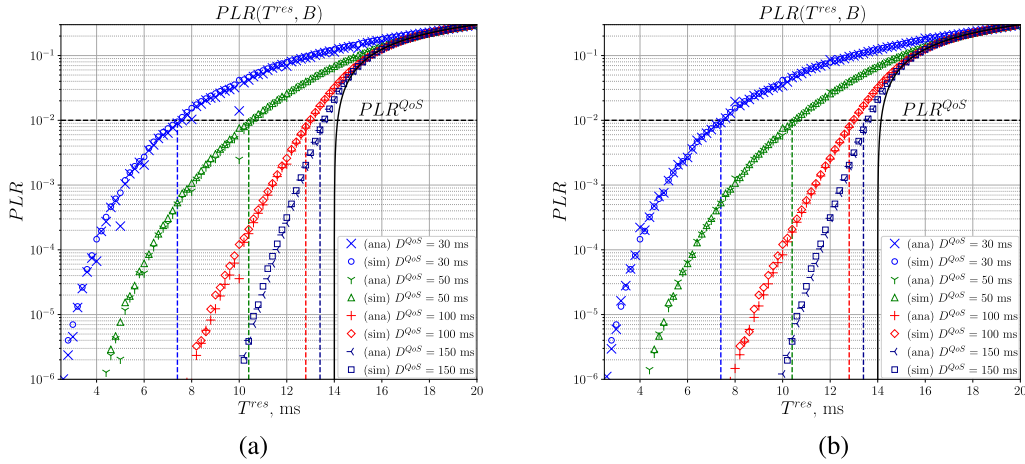 PLR(T^res, B)
PLR
10^-1
10^-2
10^-3
10^-4
10^-5
10^-6
PLR^QoS
(ana) D^QoS = 30 ms
(sim) D^QoS = 30 ms
(ana) D^QoS = 50 ms
(sim) D^QoS = 50 ms
(ana) D^QoS = 100 ms
(sim) D^QoS = 100 ms
(ana) D^QoS = 150 ms
(sim) D^QoS = 150 ms
4 6 8 10 12 14 16 18 20
T^res, ms
(a)
PLR(T^res, B)
PLR
10^-1
10^-2
10^-3
10^-4
10^-5
10^-6
PLR^QoS
(ana) D^QoS = 30 ms
(sim) D^QoS = 30 ms
(ana) D^QoS = 50 ms
(sim) D^QoS = 50 ms
(ana) D^QoS = 100 ms
(sim) D^QoS = 100 ms
(ana) D^QoS = 150 ms
(sim) D^QoS = 150 ms
4 6 8 10 12 14 16 18 20
T^res, ms
(b)